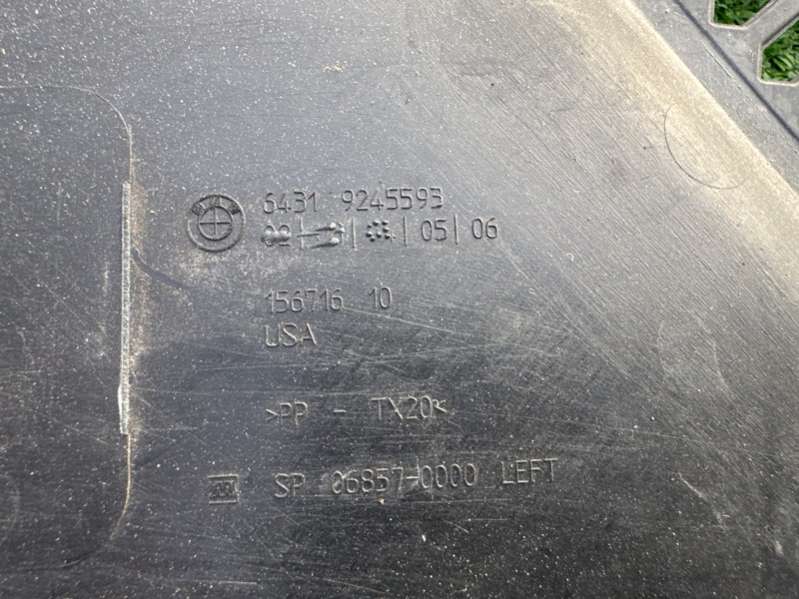 6431 9245593
05 | 06
156716 10
USA
>PP - TX20<
SP 06857-0000 LEFT